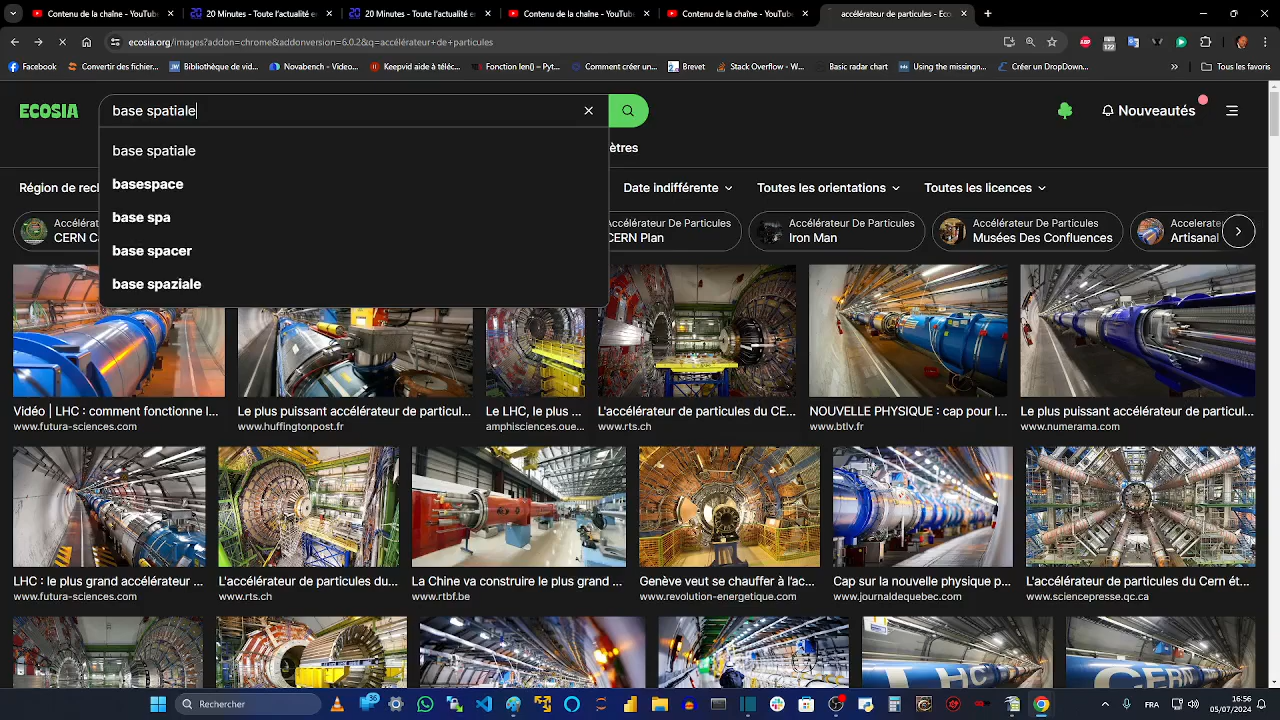 Contenu de la chaîne - YouTube
20 Minutes - Toute l'actualité e
20 Minutes - Toute l'actualité e
Contenu de la chaîne - YouTube
Contenu de la chaîne - YouTube
accélérateur de particules - Eco
ecosia.org/images?addon=chrome&addonversion=6.0.2&q=accélérateur+de+particules
Facebook
Convertir des fichier...
Bibliothèque de vid...
Novabench - Video...
Keepvid aide à téléc...
Fonction len() – Pyt...
Comment créer un...
Brevet
Stack Overflow - W...
Basic radar chart
Using the missingn...
Créer un DropDown...
Tous les favoris
ECOSIA
base spatiale
Nouveautés
base spatiale
ètres
basespace
Région de rec
Date indifférente
Toutes les orientations
Toutes les licences
base spa
Accélérat
CERN C
Accélérateur De Particules
CERN Plan
Accélérateur De Particules
Iron Man
Accélérateur De Particules
Musées Des Confluences
Accelerate
Artisanal
base spacer
base spaziale
Vidéo | LHC : comment fonctionne l...
www.futura-sciences.com
Le plus puissant accélérateur de particul...
www.huffingtonpost.fr
Le LHC, le plus ...
amphisciences.oue...
L'accélérateur de particules du CE...
www.rts.ch
NOUVELLE PHYSIQUE : cap pour l...
www.btlv.fr
Le plus puissant accélérateur de particul...
www.numerama.com
LHC : le plus grand accélérateur ...
www.futura-sciences.com
L'accélérateur de particules du...
www.rts.ch
La Chine va construire le plus grand ...
www.rtbf.be
Genève veut se chauffer à l'ac...
www.revolution-energetique.com
Cap sur la nouvelle physique p...
www.journaldequebec.com
L'accélérateur de particules du Cern ét...
www.sciencepresse.qc.ca
LHC
CERN
Rechercher
36
FRA
16:56
05/07/2024